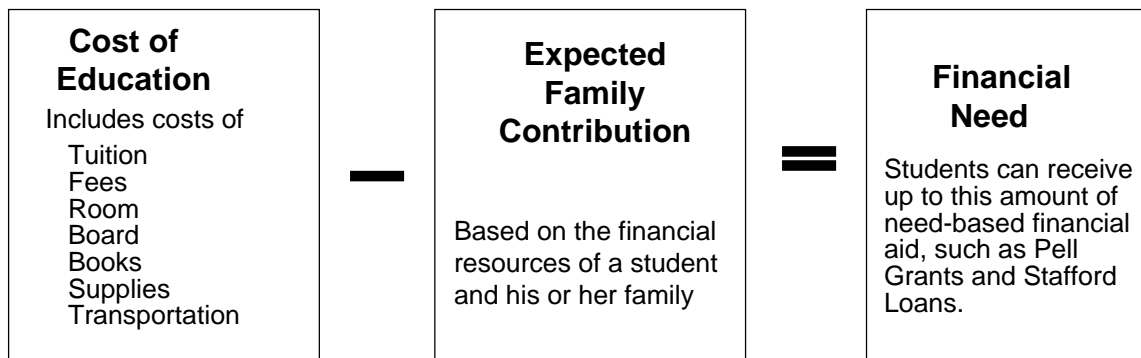 Cost of
Education
Includes costs of
Tuition
Fees
Room
Board
Books
Supplies
Transportation
Expected
Family
Contribution
Based on the financial
resources of a student
and his or her family
Financial
Need
Students can receive
up to this amount of
need-based financial
aid, such as Pell
Grants and Stafford
Loans.